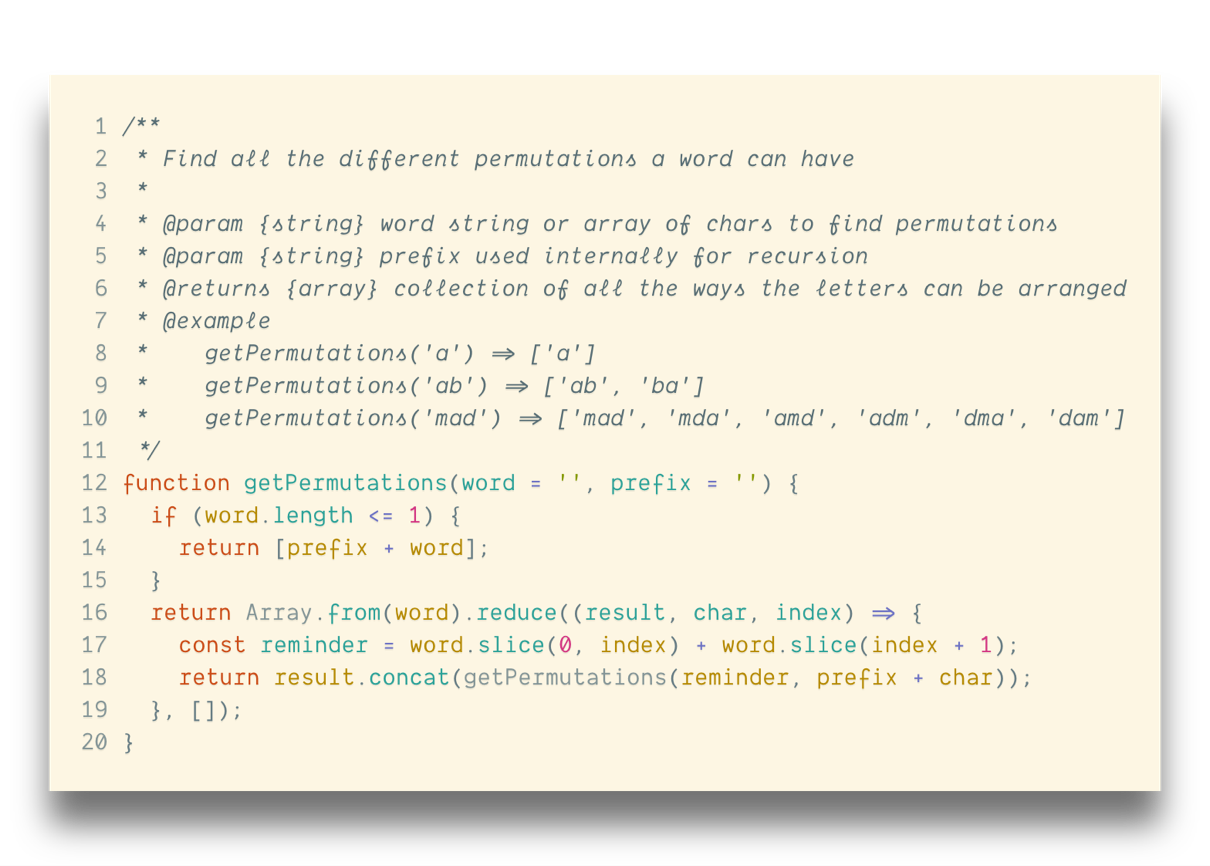 1 /**
2  * Find all the different permutations a word can have
3  *
4  * @param {string} word string or array of chars to find permutations
5  * @param {string} prefix used internally for recursion
6  * @returns {array} collection of all the ways the letters can be arranged
7  * @example
8  *    getPermutations('a') => ['a']
9  *    getPermutations('ab') => ['ab', 'ba']
10  *    getPermutations('mad') => ['mad', 'mda', 'amd', 'adm', 'dma', 'dam']
11  */
12 function getPermutations(word = '', prefix = '') {
13   if (word.length <= 1) {
14     return [prefix + word];
15   }
16   return Array.from(word).reduce((result, char, index) => {
17     const reminder = word.slice(0, index) + word.slice(index + 1);
18     return result.concat(getPermutations(reminder, prefix + char));
19   }, []);
20 }